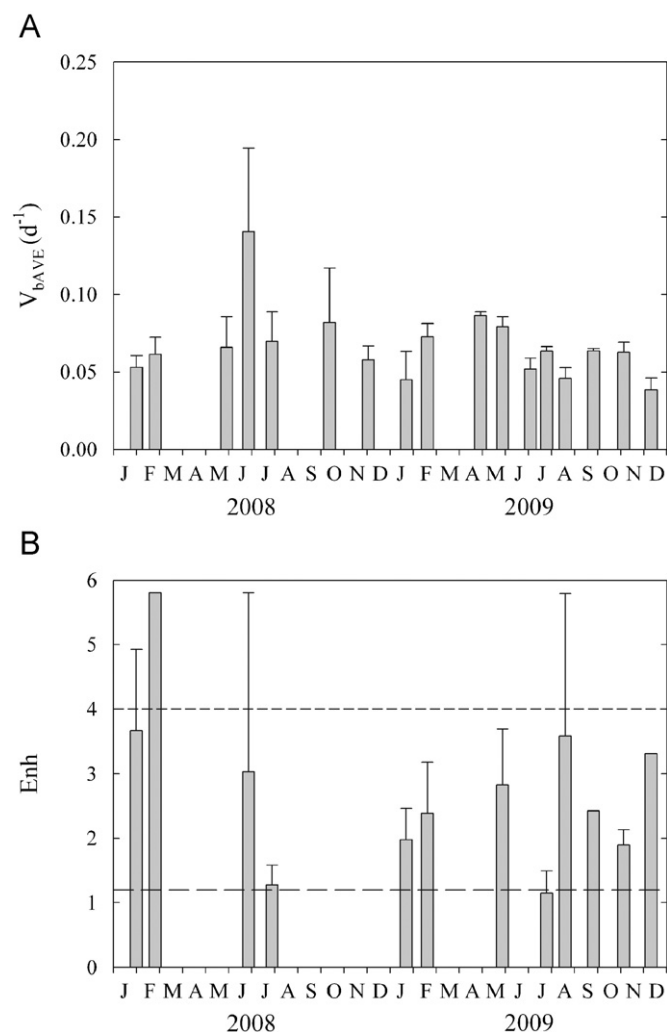 A
0.25
0.20
0.15
0.10
0.05
0.00
V_bAVE (d^-1)
J F M A M J J A S O N D J F M A M J J A S O N D
2008 2009
B
6
5
4
3
2
1
0
Enh
J F M A M J J A S O N D J F M A M J J A S O N D
2008 2009